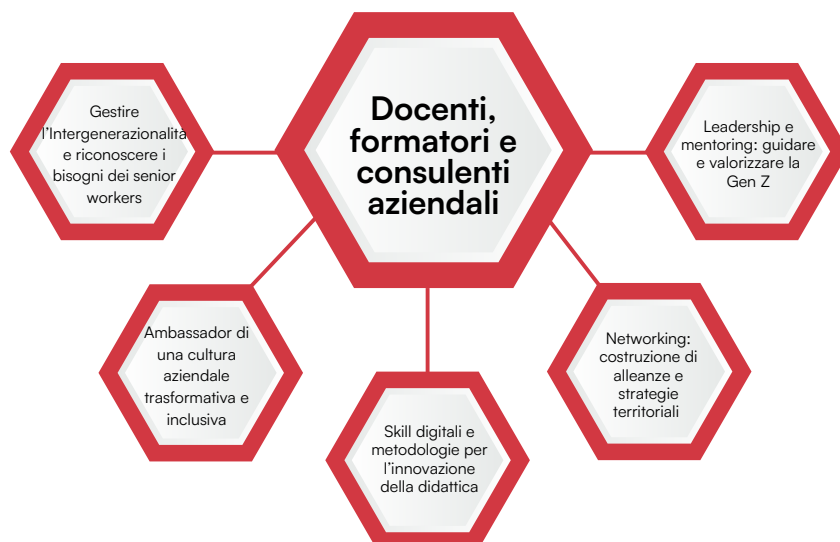 Docenti,
formatori e
consulenti
aziendali
Gestire
l'Intergenerazionalità
e riconoscere i
bisogni dei senior
workers
Leadership e
mentoring: guidare
e valorizzare la
Gen Z
Ambassador di
una cultura
aziendale
trasformativa e
inclusiva
Networking:
costruzione di
alleanze e
strategie
territoriali
Skill digitali e
metodologie per
l'innovazione
della didattica